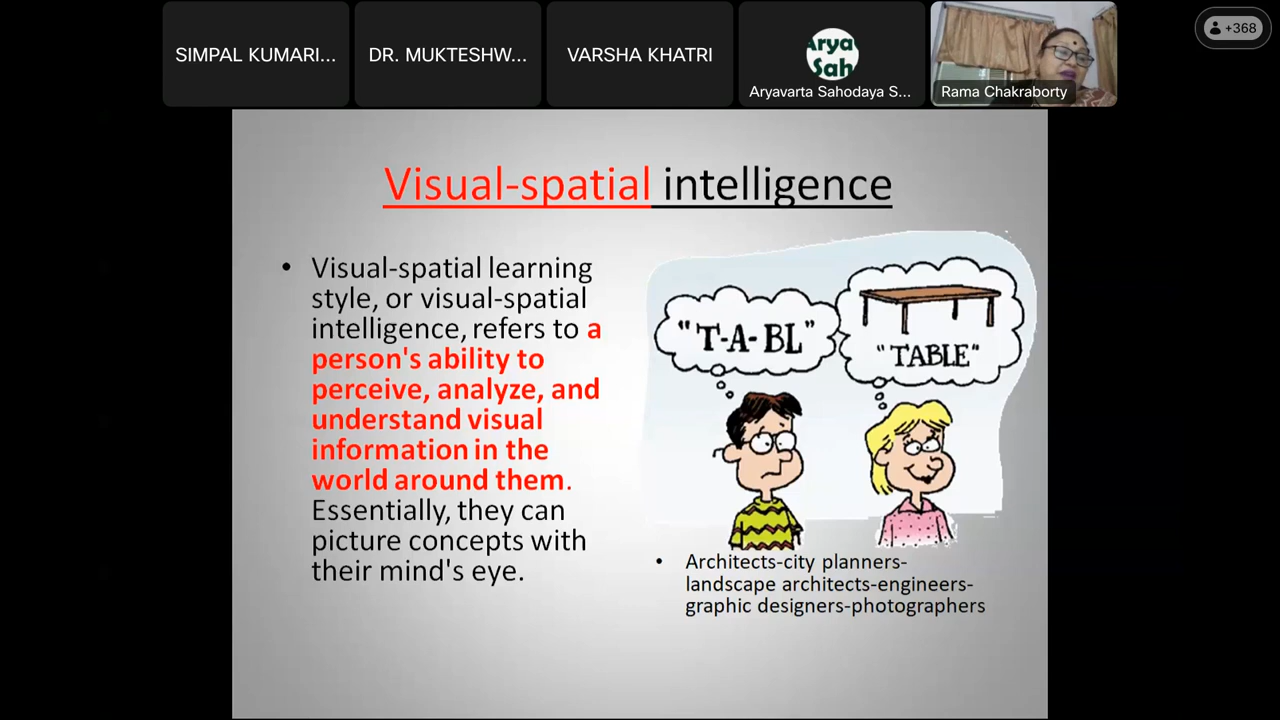 SIMPAL KUMARI...
DR. MUKTESHW...
VARSHA KHATRI
Arya
Sah
Aryavarta Sahodaya S...
Rama Chakraborty
+368
Visual-spatial intelligence
• Visual-spatial learning
style, or visual-spatial
intelligence, refers to a
person's ability to
perceive, analyze, and
understand visual
information in the
world around them.
Essentially, they can
picture concepts with
their mind's eye.
"T-A-BL"
"TABLE"
• Architects-city planners-
landscape architects-engineers-
graphic designers-photographers